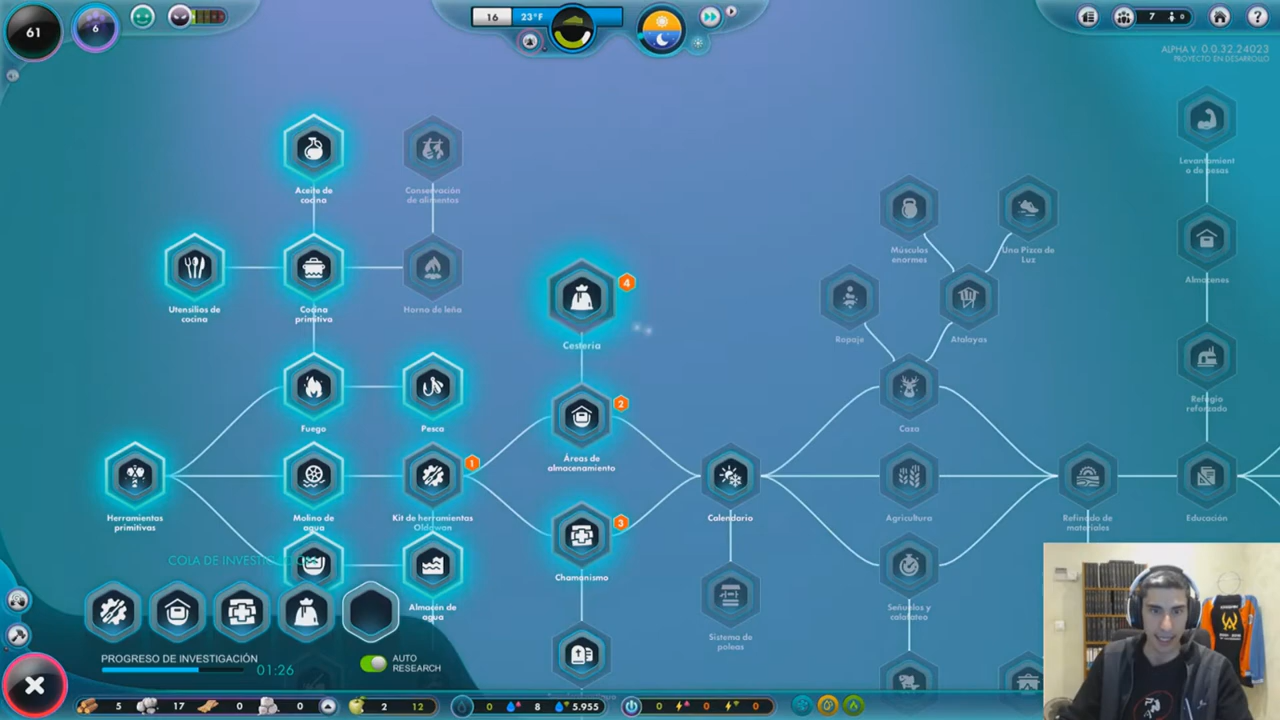 61
6
16
23°F
7
0
?
ALPHA V. 0.0.32.24023
PROYECTO EN DESARROLLO
Aceite de
cocina
Conservación
de alimentos
Utensilios de
cocina
Cocina
primitiva
Horno de leña
Fuego
Pesca
Herramientas
primitivas
Molino de
agua
Kit de herramientas
Oldowan
1
Almacén de
agua
Cestería
4
Áreas de
almacenamiento
2
Chamanismo
3
Calendario
Sistema de
poleas
Músculos
enormes
Una Pizca de
Luz
Ropaje
Atalayas
Caza
Agricultura
Señuelos y
camuflaje
Refinado de
materiales
Levantamient
o de pesas
Almacenes
Refugio
reforzado
Educación
COLA DE INVESTIGACIÓN
PROGRESO DE INVESTIGACIÓN
01:26
AUTO
RESEARCH
5
17
0
0
2
12
0
8
5.955
0
0
0